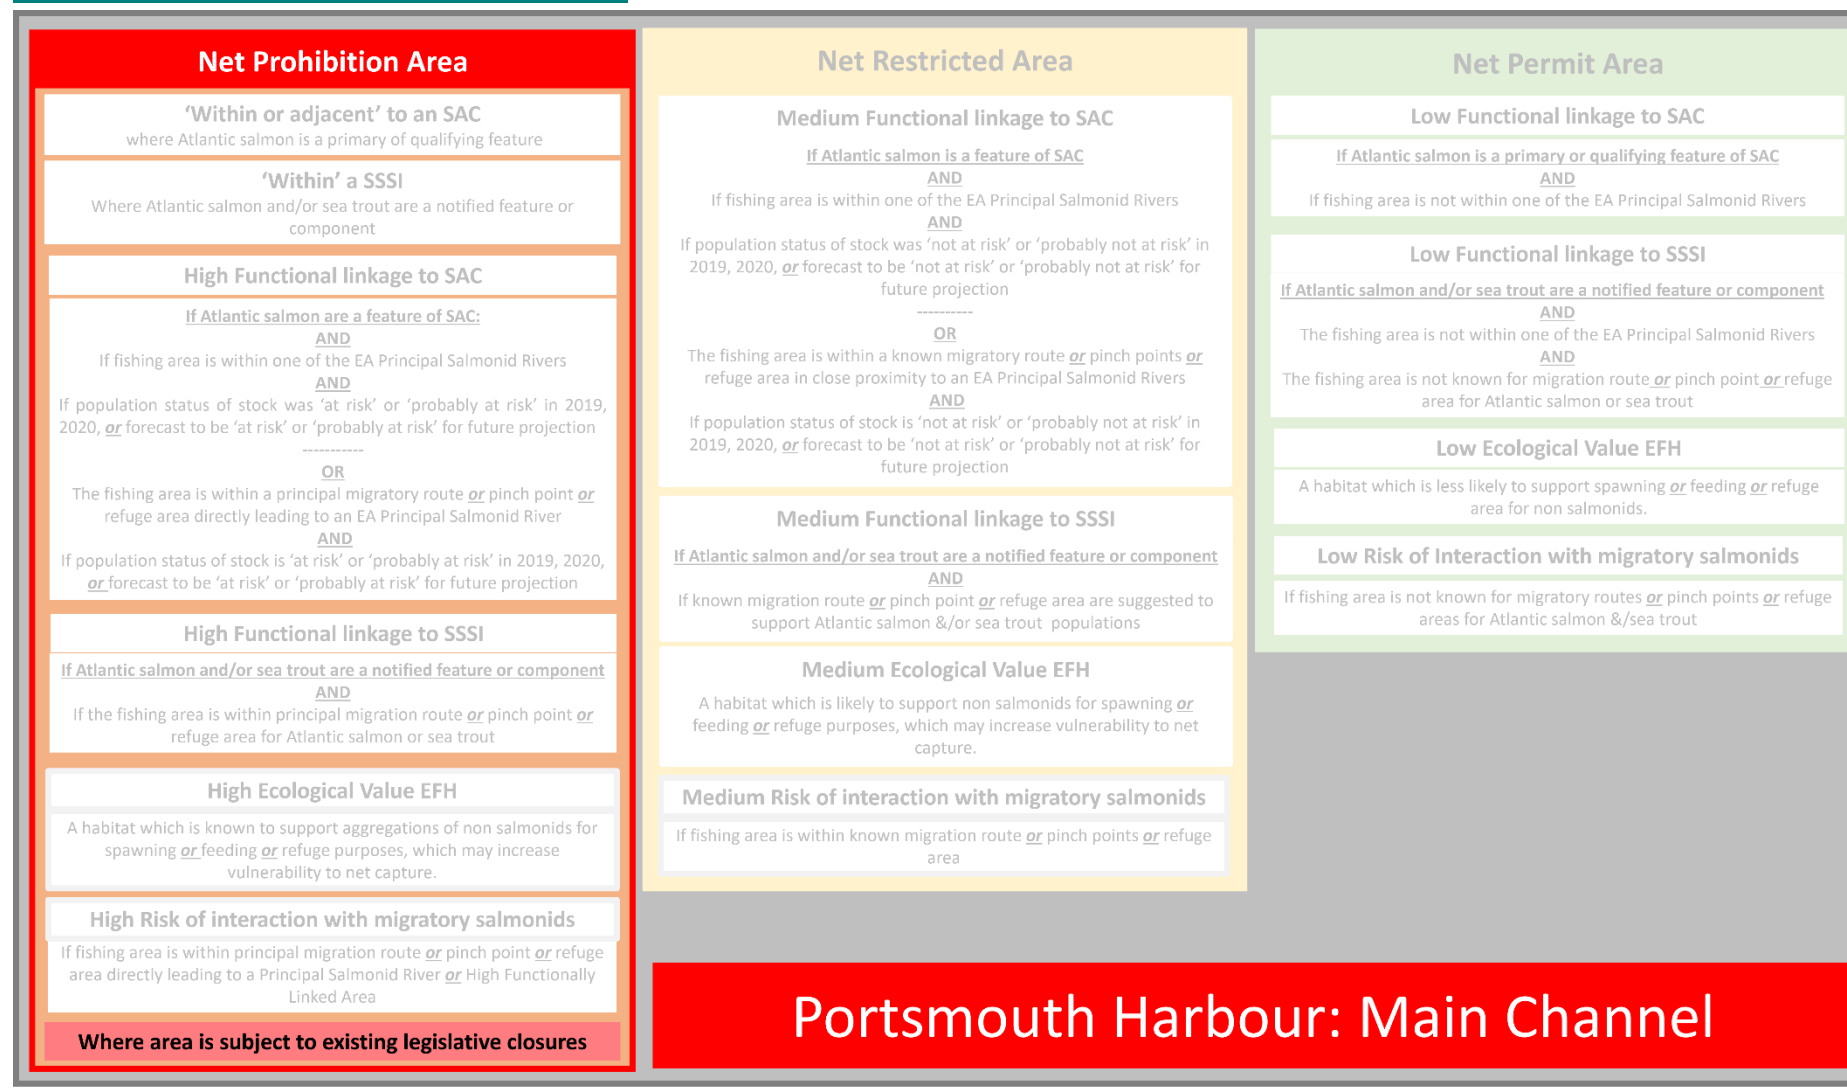 Net Prohibition Area
‘Within or adjacent’ to an SAC
where Atlantic salmon is a primary of qualifying feature
‘Within’ a SSSI
Where Atlantic salmon and/or sea trout are a notified feature or
component
High Functional linkage to SAC
If Atlantic salmon are a feature of SAC:
AND
If fishing area is within one of the EA Principal Salmonid Rivers
AND
If population status of stock was ‘at risk’ or ‘probably at risk’ in 2019,
2020, or forecast to be ‘at risk’ or ‘probably at risk’ for future projection
-----------
OR
The fishing area is within a principal migratory route or pinch point or
refuge area directly leading to an EA Principal Salmonid River
AND
If population status of stock is ‘at risk’ or ‘probably at risk’ in 2019, 2020,
or forecast to be ‘at risk’ or ‘probably at risk’ for future projection
High Functional linkage to SSSI
If Atlantic salmon and/or sea trout are a notified feature or component
AND
If the fishing area is within principal migration route or pinch point or
refuge area for Atlantic salmon or sea trout
High Ecological Value EFH
A habitat which is known to support aggregations of non salmonids for
spawning or feeding or refuge purposes, which may increase
vulnerability to net capture.
High Risk of interaction with migratory salmonids
If fishing area is within principal migration route or pinch point or refuge
area directly leading to a Principal Salmonid River or High Functionally
Linked Area
Where area is subject to existing legislative closures
Net Restricted Area
Medium Functional linkage to SAC
If Atlantic salmon is a feature of SAC
AND
If fishing area is within one of the EA Principal Salmonid Rivers
AND
If population status of stock was ‘not at risk’ or ‘probably not at risk’ in
2019, 2020, or forecast to be ‘not at risk’ or ‘probably not at risk’ for
future projection
----------
OR
The fishing area is within a known migratory route or pinch points or
refuge area in close proximity to an EA Principal Salmonid Rivers
AND
If population status of stock is ‘not at risk’ or ‘probably not at risk’ in
2019, 2020, or forecast to be ‘not at risk’ or ‘probably not at risk’ for
future projection
Medium Functional linkage to SSSI
If Atlantic salmon and/or sea trout are a notified feature or component
AND
If known migration route or pinch point or refuge area are suggested to
support Atlantic salmon &/or sea trout populations
Medium Ecological Value EFH
A habitat which is likely to support non salmonids for spawning or
feeding or refuge purposes, which may increase vulnerability to net
capture.
Medium Risk of interaction with migratory salmonids
If fishing area is within known migration route or pinch points or refuge
area
Net Permit Area
Low Functional linkage to SAC
If Atlantic salmon is a primary or qualifying feature of SAC
AND
If fishing area is not within one of the EA Principal Salmonid Rivers
Low Functional linkage to SSSI
If Atlantic salmon and/or sea trout are a notified feature or component
AND
The fishing area is not within one of the EA Principal Salmonid Rivers
AND
The fishing area is not known for migration route or pinch point or refuge
area for Atlantic salmon or sea trout
Low Ecological Value EFH
A habitat which is less likely to support spawning or feeding or refuge
area for non salmonids.
Low Risk of Interaction with migratory salmonids
If fishing area is not known for migratory routes or pinch points or refuge
areas for Atlantic salmon &/sea trout
Portsmouth Harbour: Main Channel